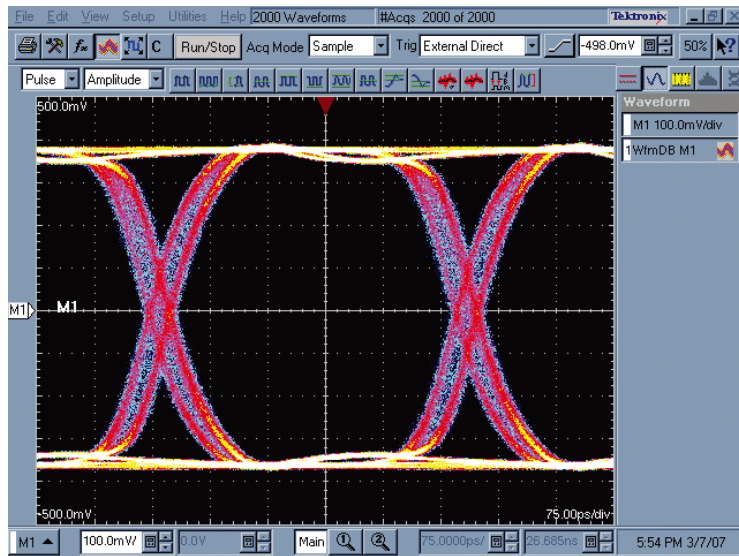 File Edit View Setup Utilities Help 2000 Waveforms #Acqs 2000 of 2000 Tektronix
C Run/Stop Acq Mode Sample Trig External Direct -498.0mV 50%
Pulse Amplitude
500.0mV
Waveform
M1 100.0mV/div
1 WfmDB M1
M1 M1
-500.0mV 75.00ps/div
M1 100.0mV/ 0.0V Main 1 2 75.0000ps/ 26.685ns 5:54 PM 3/7/07